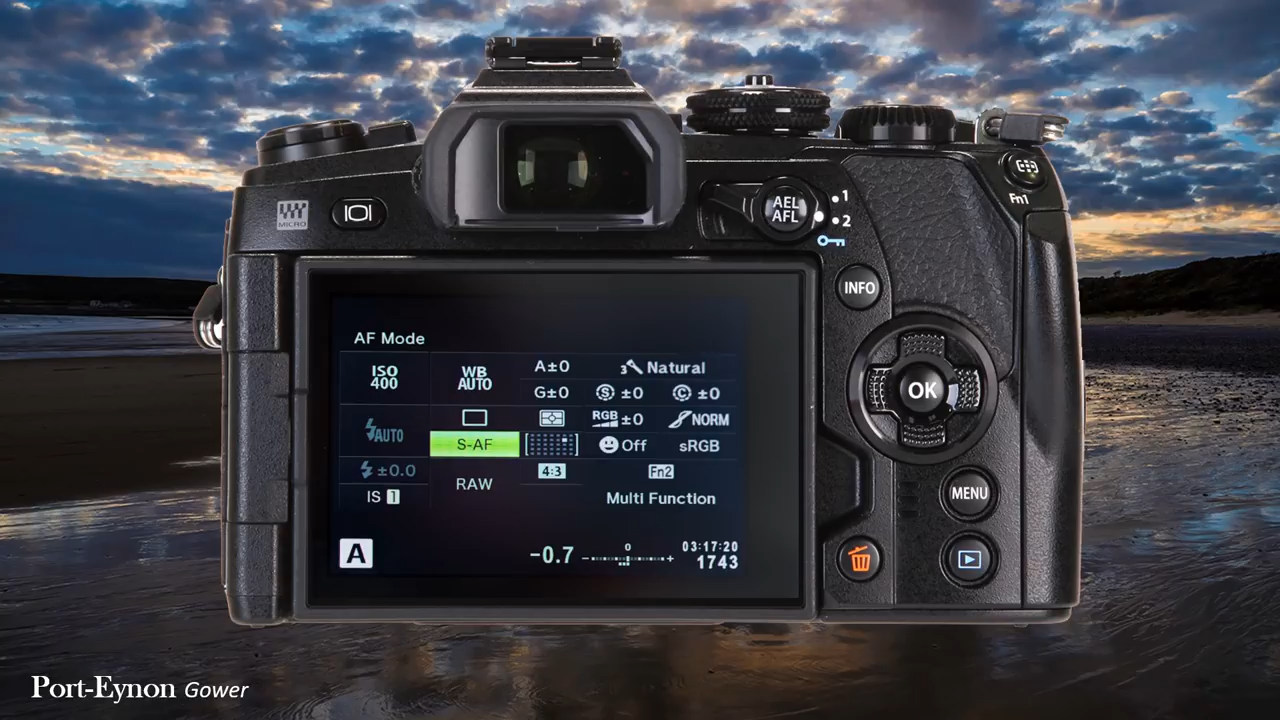 MICRO
AEL
AFL
1
2
Fn1
INFO
OK
MENU
AF Mode
ISO
400
WB
AUTO
A±0
3 Natural
G±0
S ±0
C ±0
AUTO
RGB ±0
NORM
S-AF
Off
sRGB
±0.0
4:3
Fn2
RAW
IS 1
Multi Function
A
-0.7
- 0 +
03:17:20
1743
Port-Eynon Gower